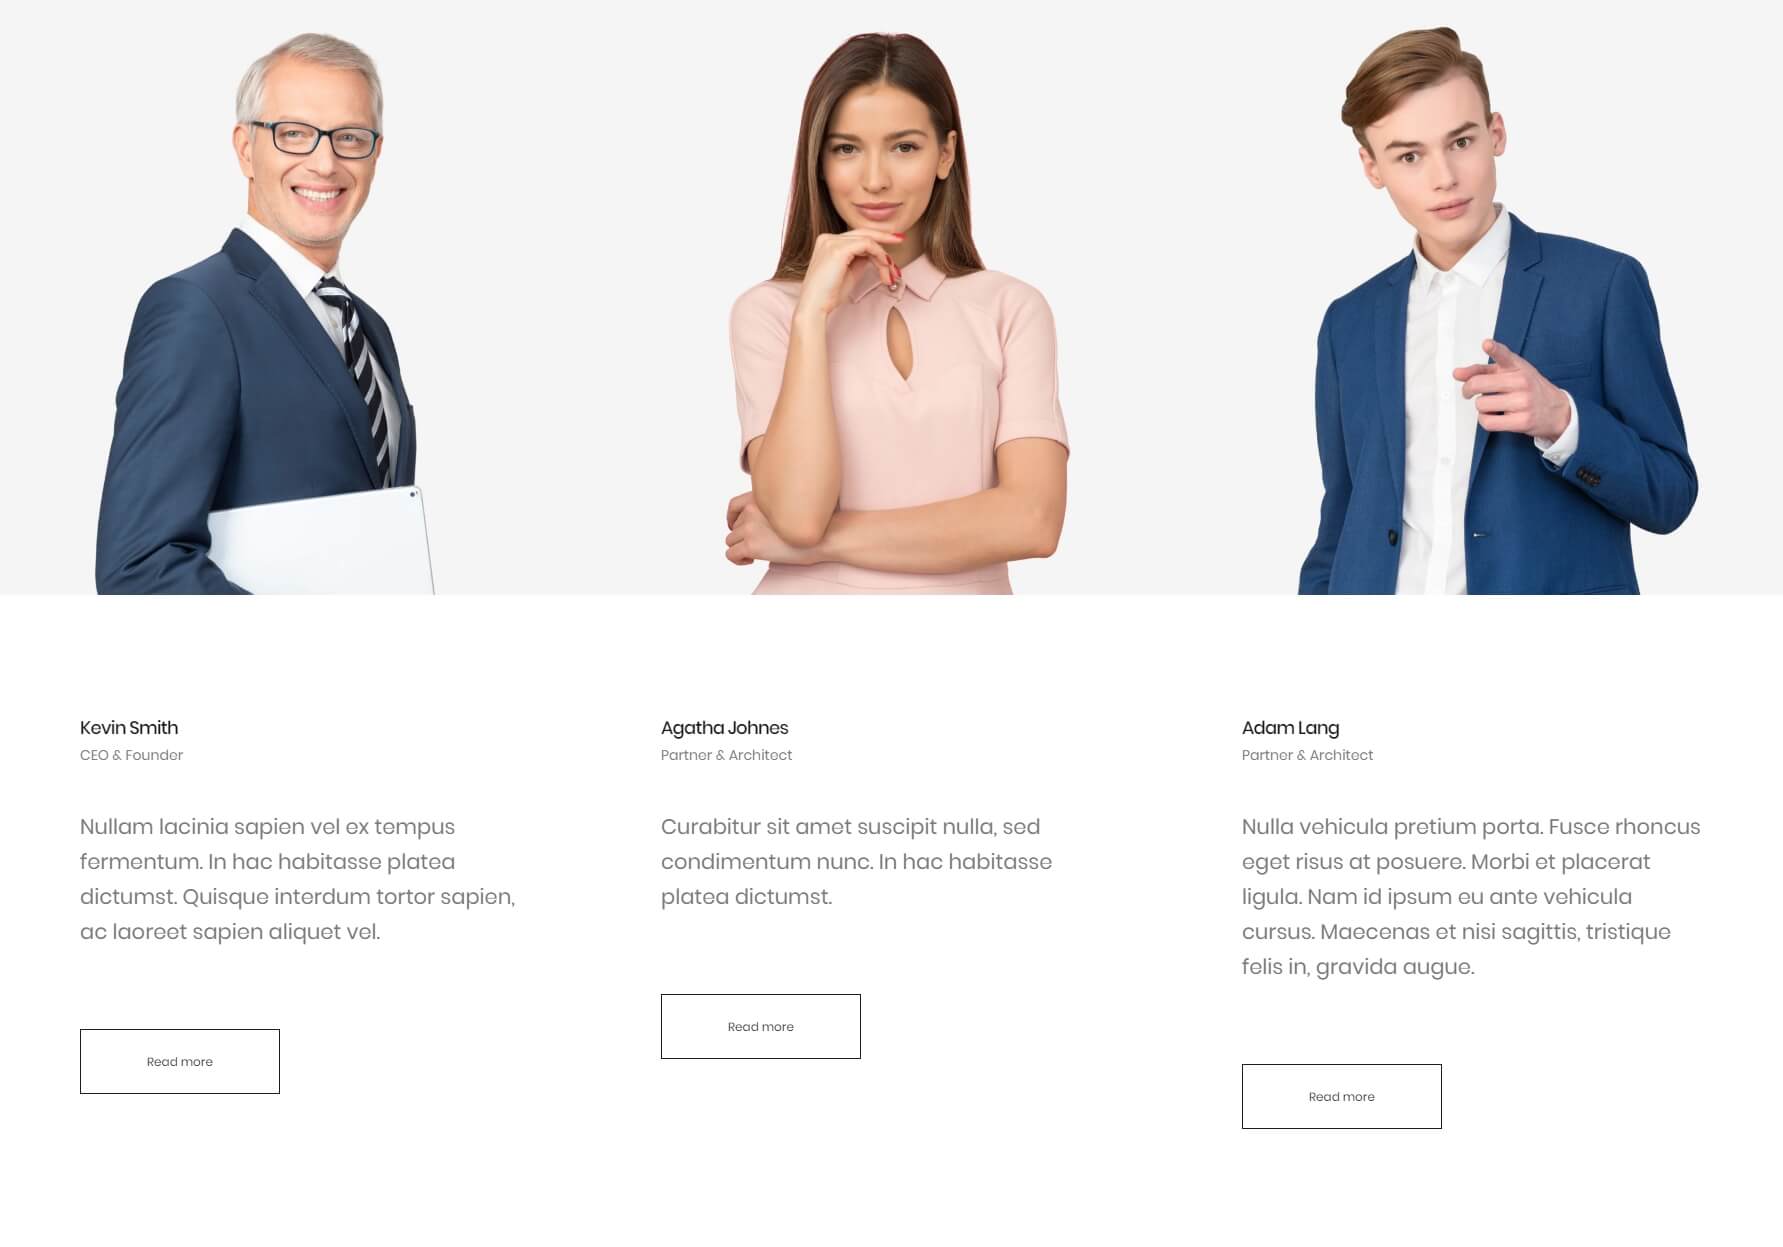 Kevin Smith
CEO & Founder
Nullam lacinia sapien vel ex tempus
fermentum. In hac habitasse platea
dictumst. Quisque interdum tortor sapien,
ac laoreet sapien aliquet vel.
Read more
Agatha Johnes
Partner & Architect
Curabitur sit amet suscipit nulla, sed
condimentum nunc. In hac habitasse
platea dictumst.
Read more
Adam Lang
Partner & Architect
Nulla vehicula pretium porta. Fusce rhoncus
eget risus at posuere. Morbi et placerat
ligula. Nam id ipsum eu ante vehicula
cursus. Maecenas et nisi sagittis, tristique
felis in, gravida augue.
Read more